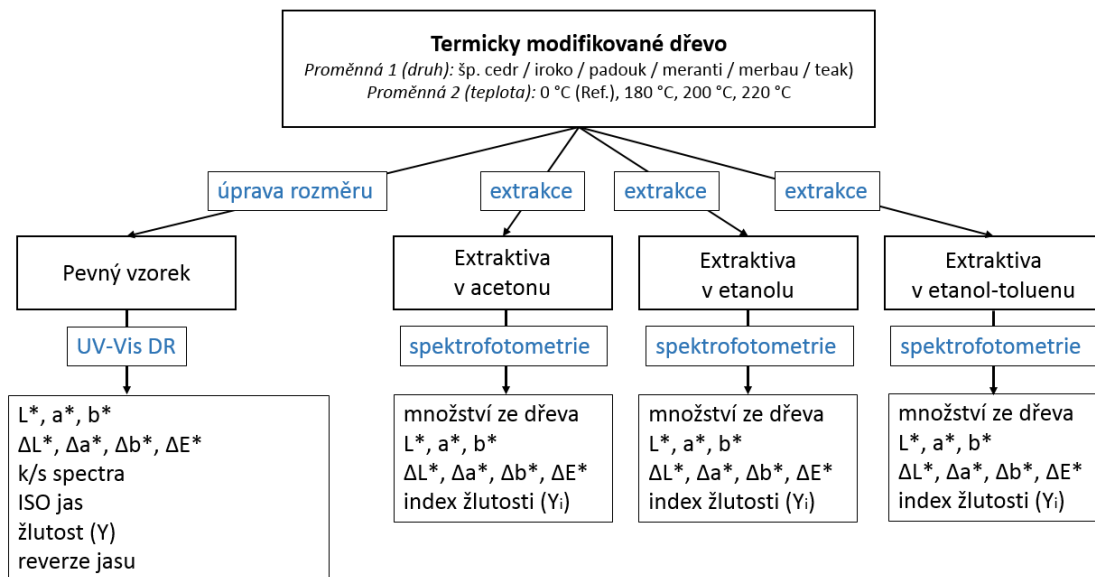 Termicky modifikované dřevo
Proměnná 1 (druh): šp. cedr / iroko / padouk / meranti / merbau / teak)
Proměnná 2 (teplota): 0 °C (Ref.), 180 °C, 200 °C, 220 °C
úprava rozměru
extrakce
extrakce
extrakce
Pevný vzorek
Extraktiva
v acetonu
Extraktiva
v etanolu
Extraktiva
v etanol-toluenu
UV-Vis DR
spektrofotometrie
spektrofotometrie
spektrofotometrie
L*, a*, b*
ΔL*, Δa*, Δb*, ΔE*
k/s spectra
ISO jas
žlutost (Y)
reverze jasu
množství ze dřeva
L*, a*, b*
ΔL*, Δa*, Δb*, ΔE*
index žlutosti (Yi)
množství ze dřeva
L*, a*, b*
ΔL*, Δa*, Δb*, ΔE*
index žlutosti (Yi)
množství ze dřeva
L*, a*, b*
ΔL*, Δa*, Δb*, ΔE*
index žlutosti (Yi)